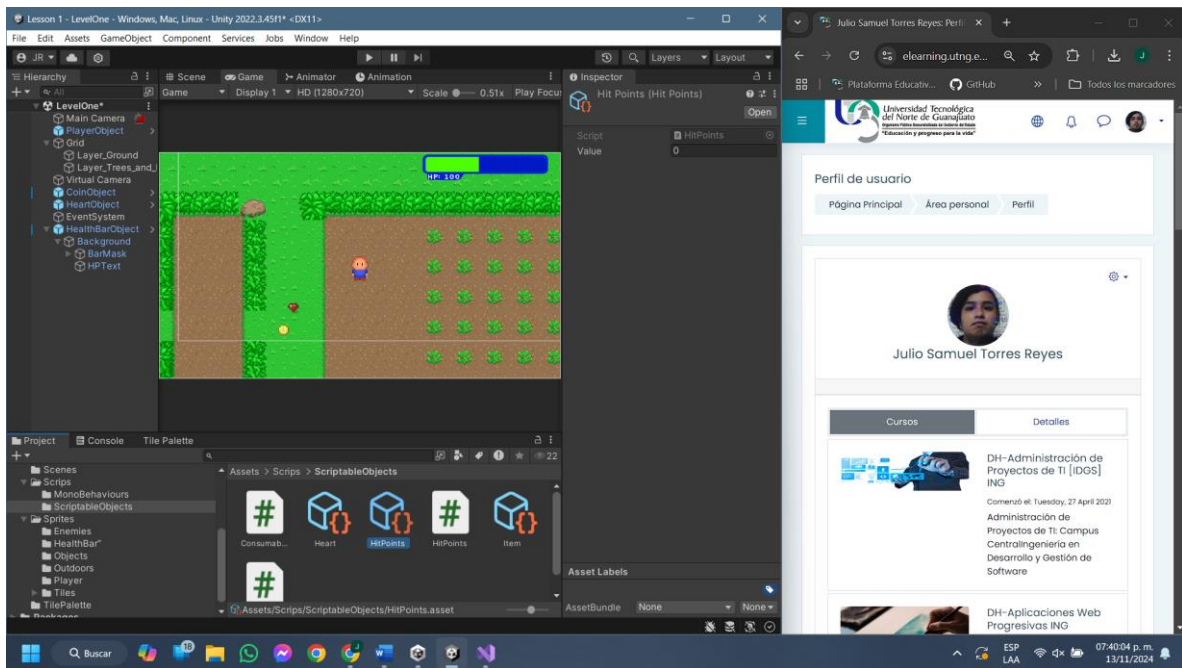 Lesson 1 - LevelOne - Windows, Mac, Linux - Unity 2022.3.45f1* <DX11>
File Edit Assets GameObject Component Services Jobs Window Help
JR
Layers
Layout
Hierarchy
All
LevelOne*
Main Camera
PlayerObject
Grid
Layer_Ground
Layer_Trees_and_
Virtual Camera
CoinObject
HeartObject
EventSystem
HealthBarObject
Background
BarMask
HPText
Scene Game Animator Animation
Game Display 1 HD (1280x720) Scale 0.51x Play Focu
HP: 100
Inspector
Hit Points (Hit Points)
Open
Script HitPoints
Value 0
Asset Labels
AssetBundle None None
Project Console Tile Palette
22
Scenes
Scrips
MonoBehaviours
ScriptableObjects
Sprites
Enemies
HealthBar"
Objects
Outdoors
Player
Tiles
TilePalette
Packages
Assets > Scrips > ScriptableObjects
Consumab... Heart HitPoints HitPoints Item
Assets/Scrips/ScriptableObjects/HitPoints.asset
Julio Samuel Torres Reyes: Perfi
elearning.utng.e...
J
Plataforma Educativ... GitHub » Todos los marcadores
Universidad Tecnológica
del Norte de Guanajuato
"Educación y progreso para la vida"
Perfil de usuario
Página Principal Área personal Perfil
Julio Samuel Torres Reyes
Cursos Detalles
DH-Administración de
Proyectos de TI [IDGS]
ING
Comenzó el: Tuesday, 27 April 2021
Administración de
Proyectos de TI: Campus
CentralIngeniería en
Desarrollo y Gestión de
Software
DH-Aplicaciones Web
Progresivas ING
Buscar
18
ESP
LAA
07:40:04 p. m.
13/11/2024